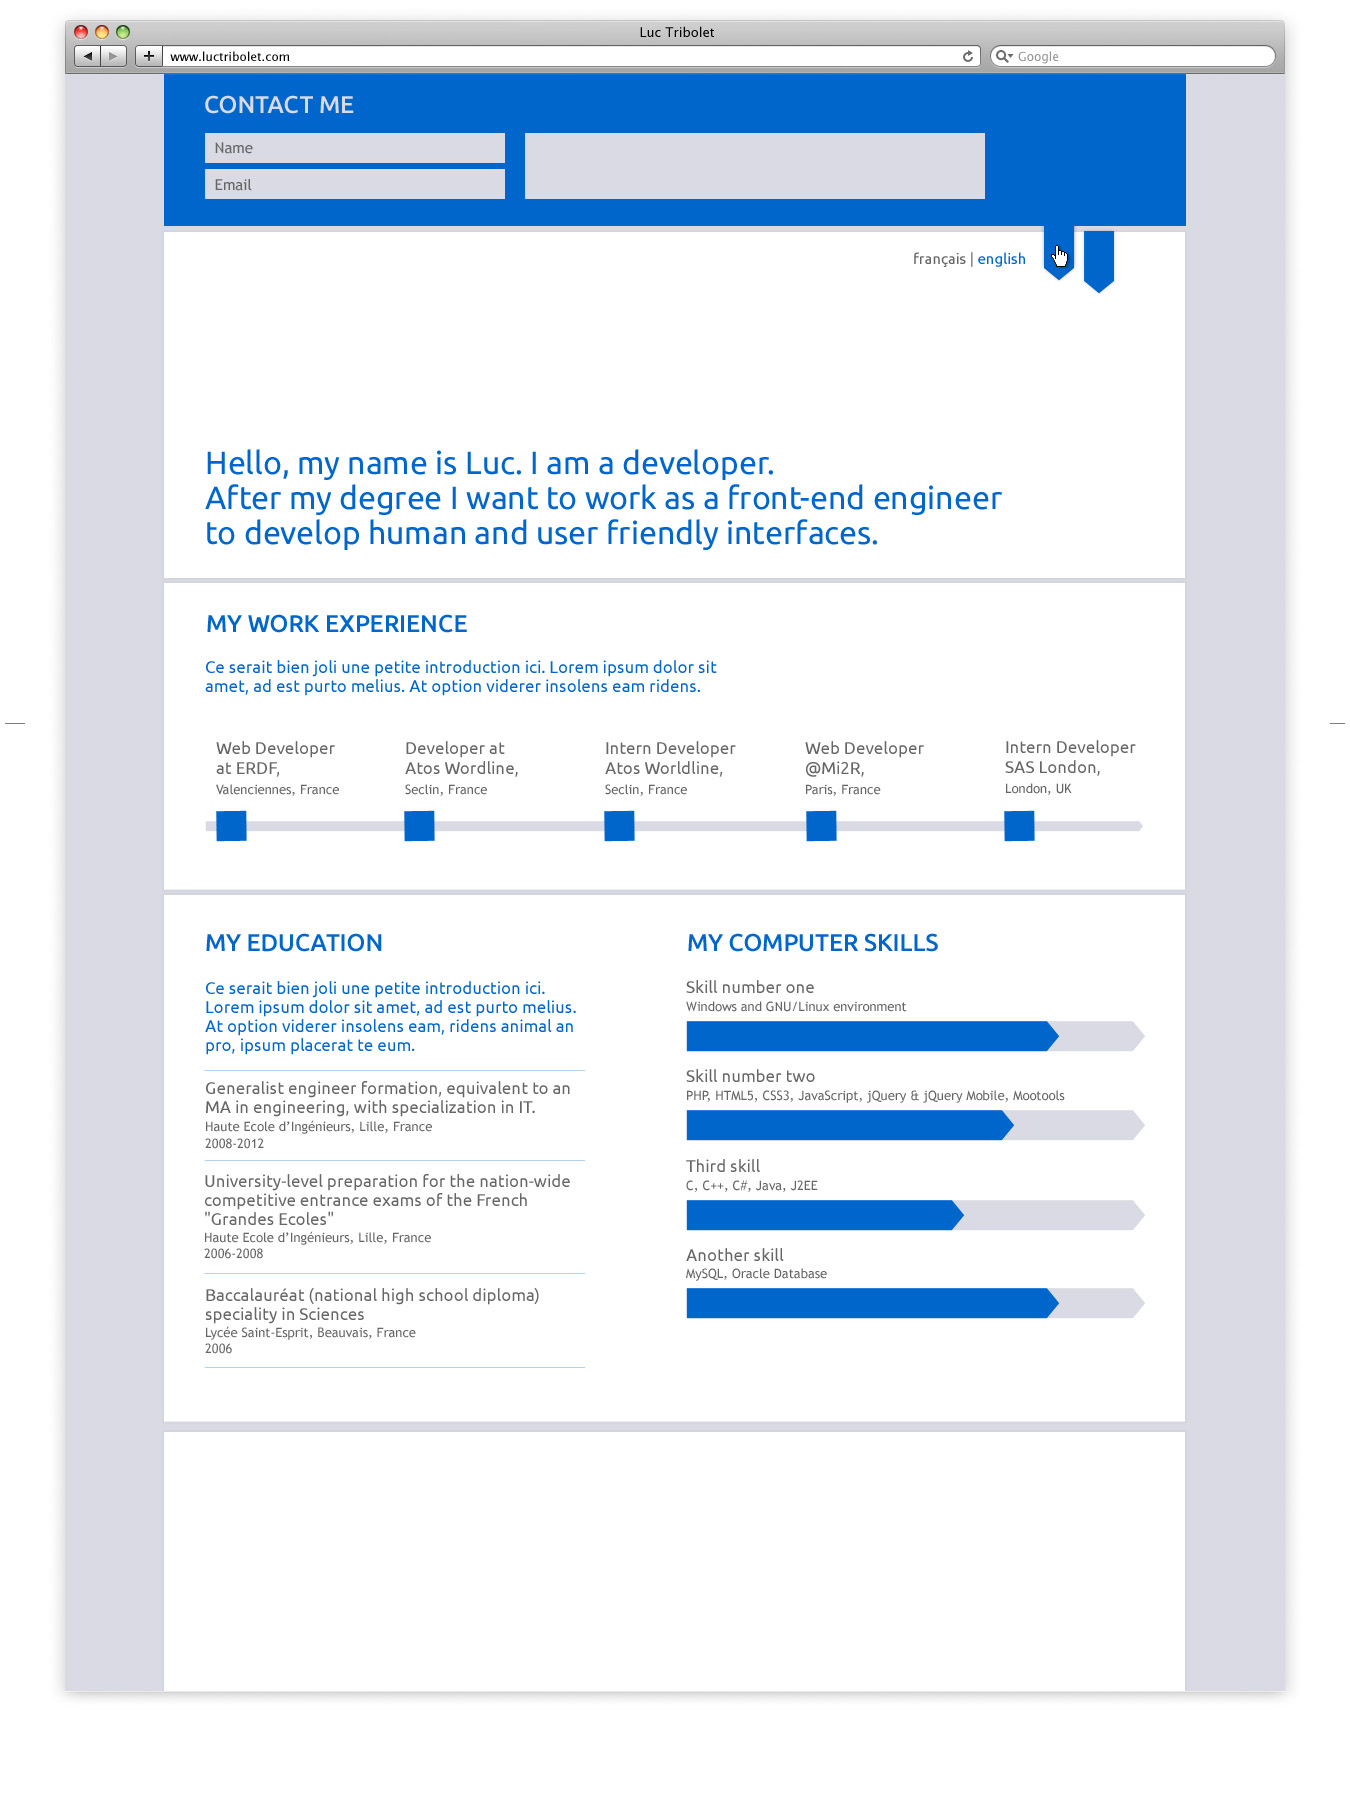 Luc Tribolet
www.luctribolet.com
Google
CONTACT ME
Name
Email
français | english
Hello, my name is Luc. I am a developer.
After my degree I want to work as a front-end engineer
to develop human and user friendly interfaces.
MY WORK EXPERIENCE
Ce serait bien joli une petite introduction ici. Lorem ipsum dolor sit
amet, ad est purto melius. At option viderer insolens eam ridens.
Web Developer
at ERDF,
Valenciennes, France
Developer at
Atos Wordline,
Seclin, France
Intern Developer
Atos Worldline,
Seclin, France
Web Developer
@Mi2R,
Paris, France
Intern Developer
SAS London,
London, UK
MY EDUCATION
Ce serait bien joli une petite introduction ici.
Lorem ipsum dolor sit amet, ad est purto melius.
At option viderer insolens eam, ridens animal an
pro, ipsum placerat te eum.
Generalist engineer formation, equivalent to an
MA in engineering, with specialization in IT.
Haute Ecole d’Ingénieurs, Lille, France
2008-2012
University-level preparation for the nation-wide
competitive entrance exams of the French
"Grandes Ecoles"
Haute Ecole d’Ingénieurs, Lille, France
2006-2008
Baccalauréat (national high school diploma)
speciality in Sciences
Lycée Saint-Esprit, Beauvais, France
2006
MY COMPUTER SKILLS
Skill number one
Windows and GNU/Linux environment
Skill number two
PHP, HTML5, CSS3, JavaScript, jQuery & jQuery Mobile, Mootools
Third skill
C, C++, C#, Java, J2EE
Another skill
MySQL, Oracle Database